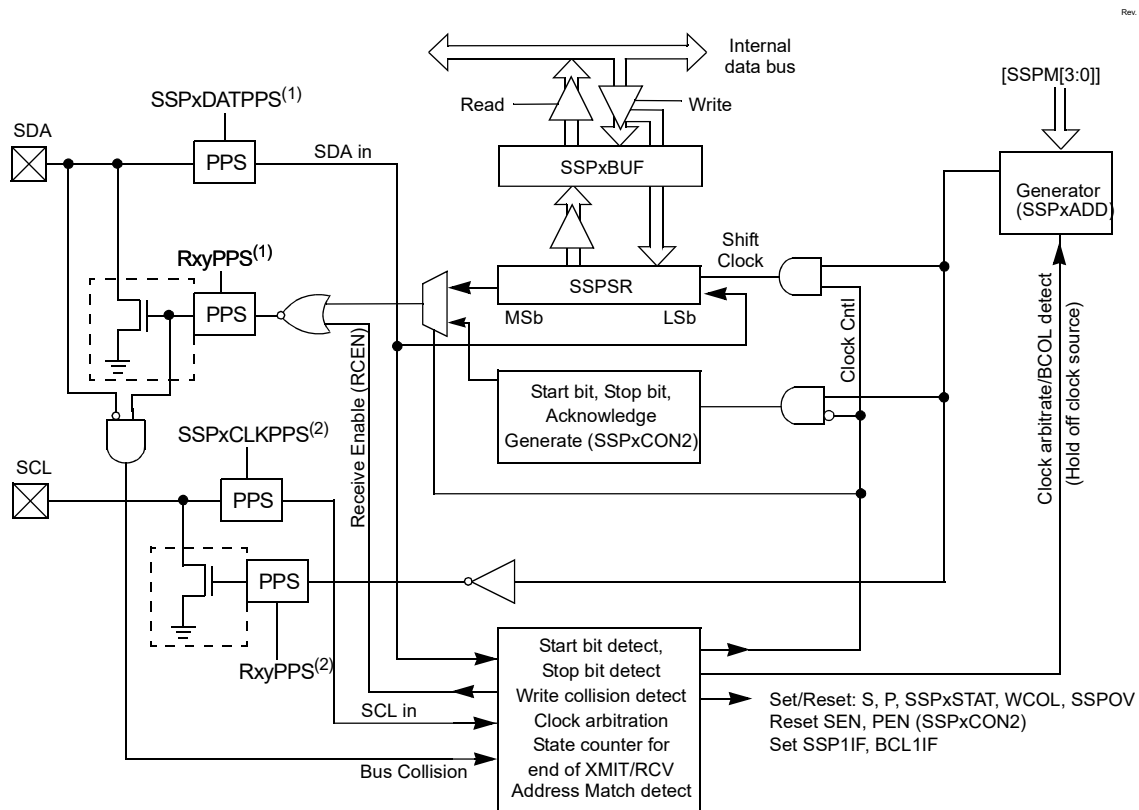 Rev.
Internal
data bus
[SSPM[3:0]]
Read
Write
SSPxDATPPS(1)
SDA
PPS
SDA in
SSPxBUF
Generator
(SSPxADD)
RxyPPS(1)
Shift
Clock
PPS
SSPSR
MSb
LSb
Clock Cntl
Clock arbitrate/BCOL detect
(Hold off clock source)
Receive Enable (RCEN)
Start bit, Stop bit,
Acknowledge
Generate (SSPxCON2)
SSPxCLKPPS(2)
SCL
PPS
PPS
RxyPPS(2)
SCL in
Bus Collision
Start bit detect,
Stop bit detect
Write collision detect
Clock arbitration
State counter for
end of XMIT/RCV
Address Match detect
Set/Reset: S, P, SSPxSTAT, WCOL, SSPOV
Reset SEN, PEN (SSPxCON2)
Set SSP1IF, BCL1IF